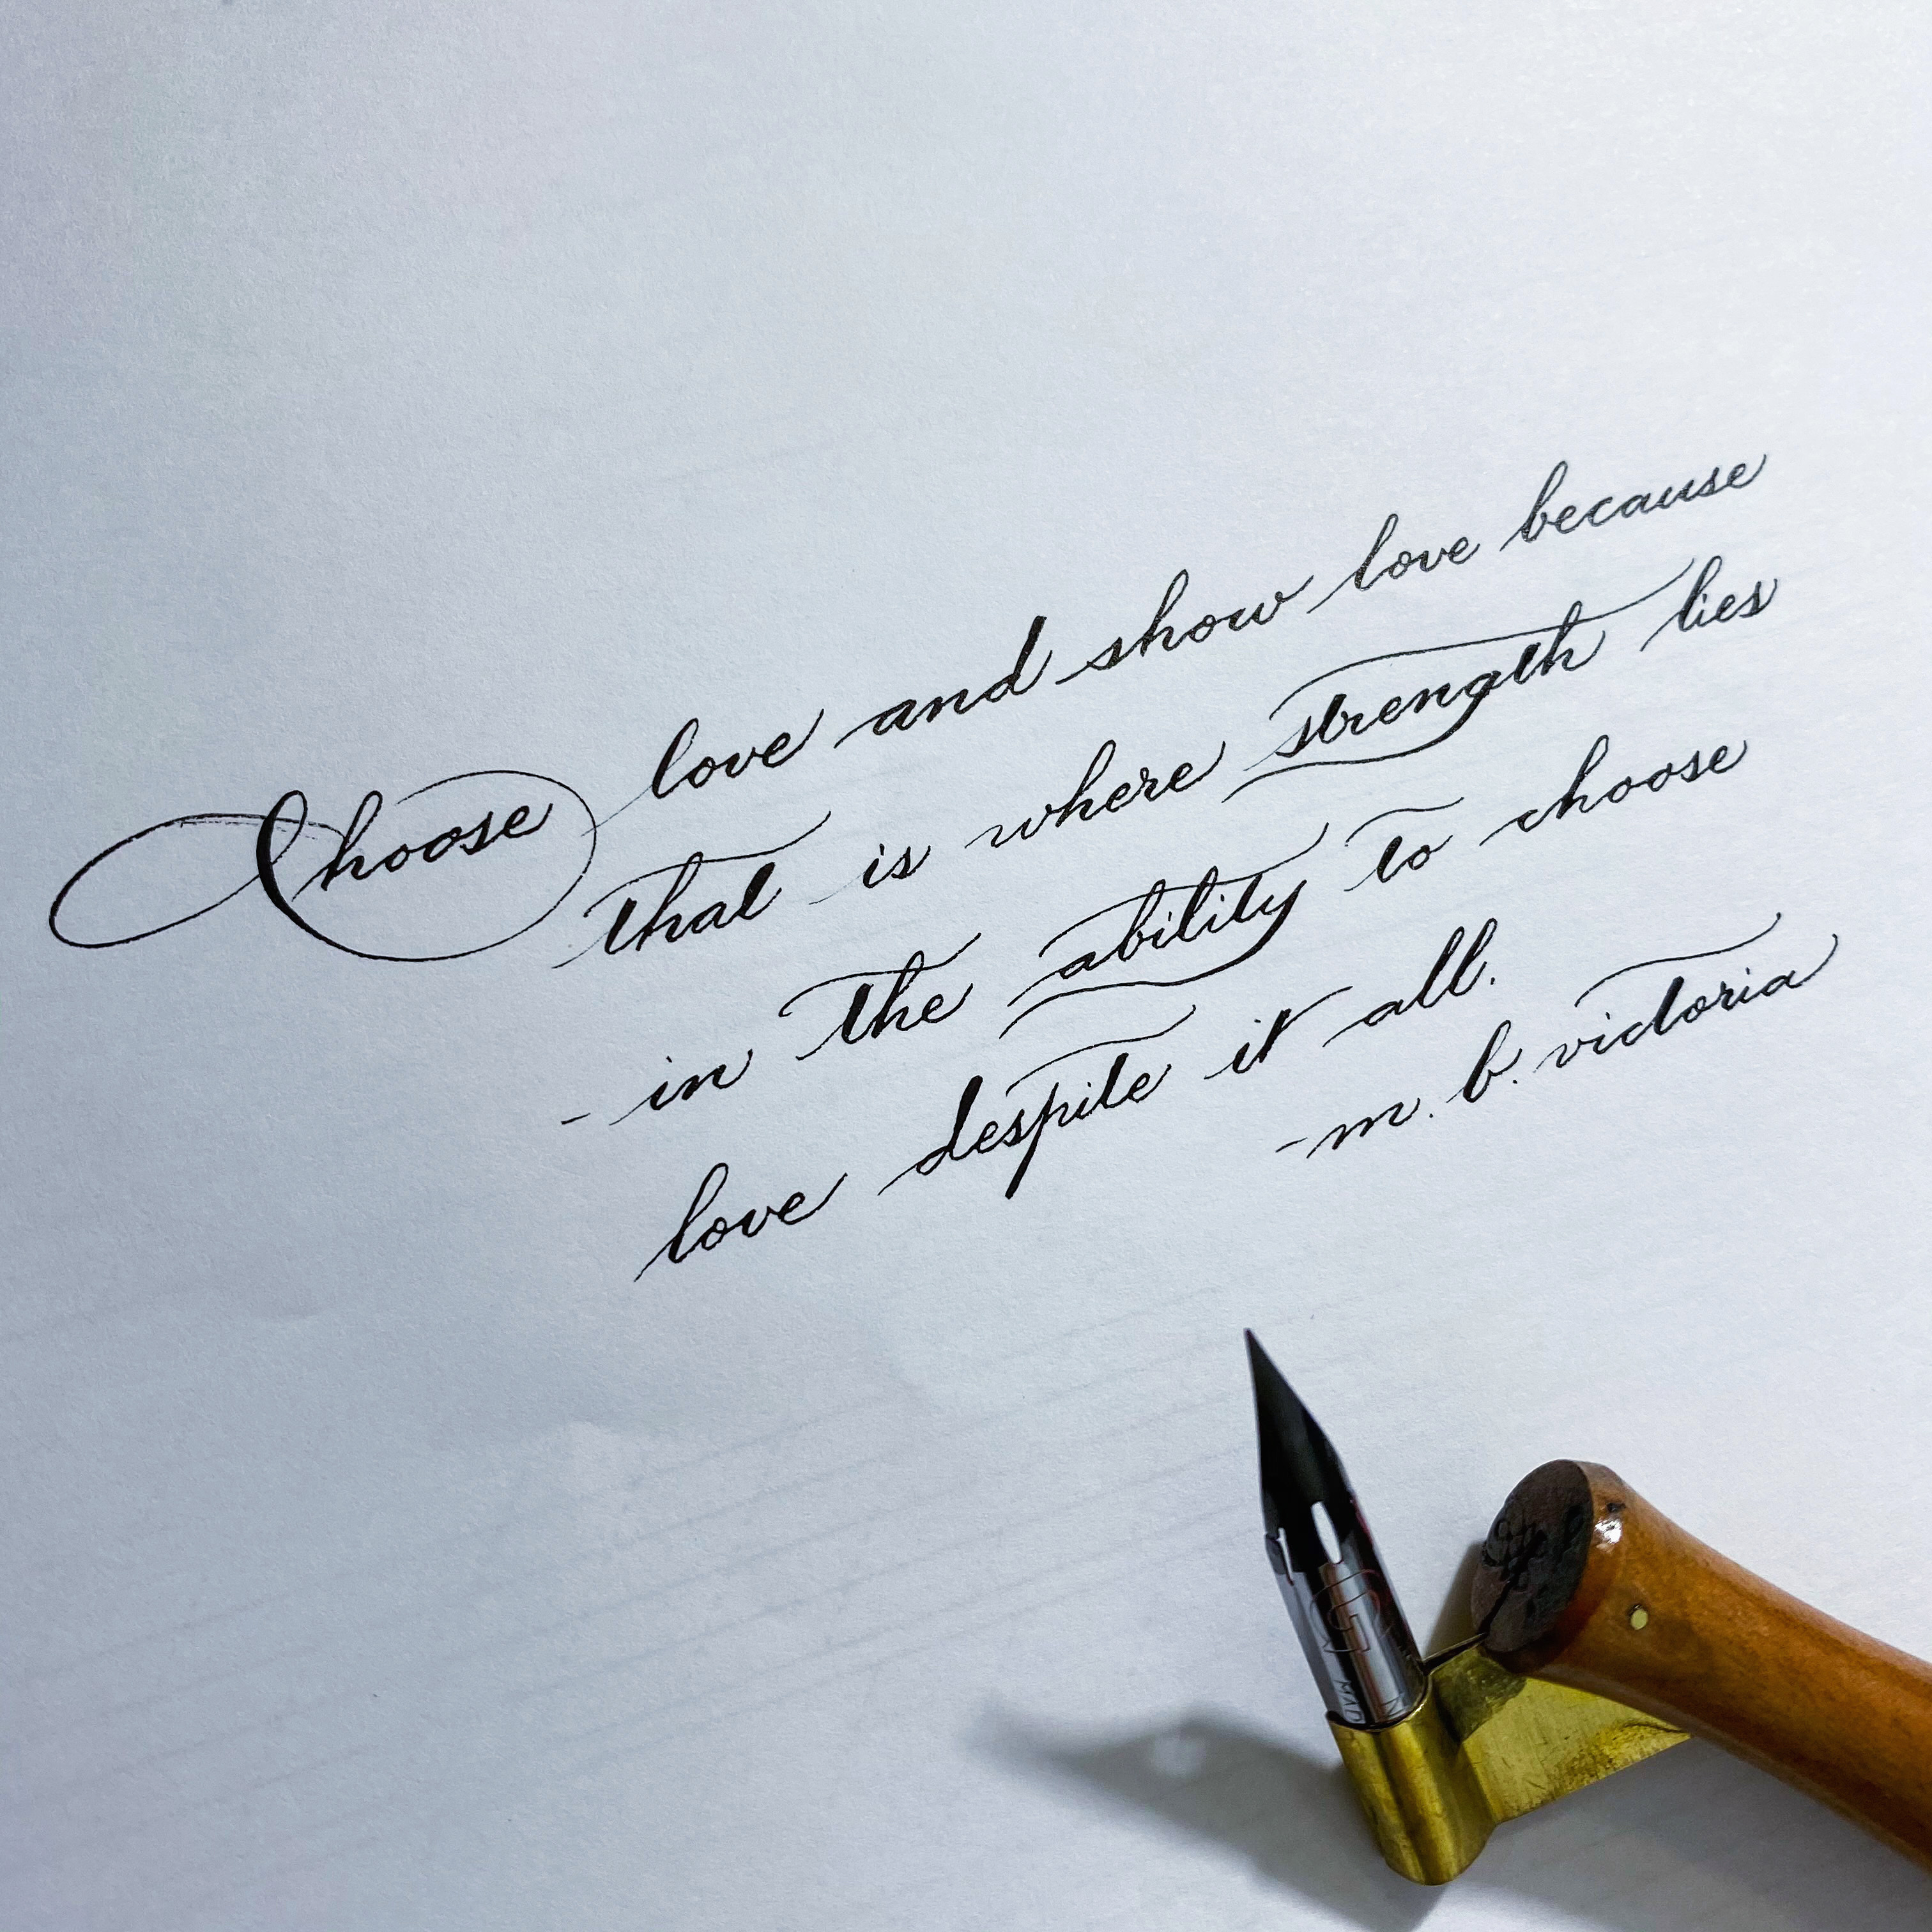 Choose love and show love because
that is where strength lies
- in the ability to choose
love despite it all.
-m. b. victoria
G